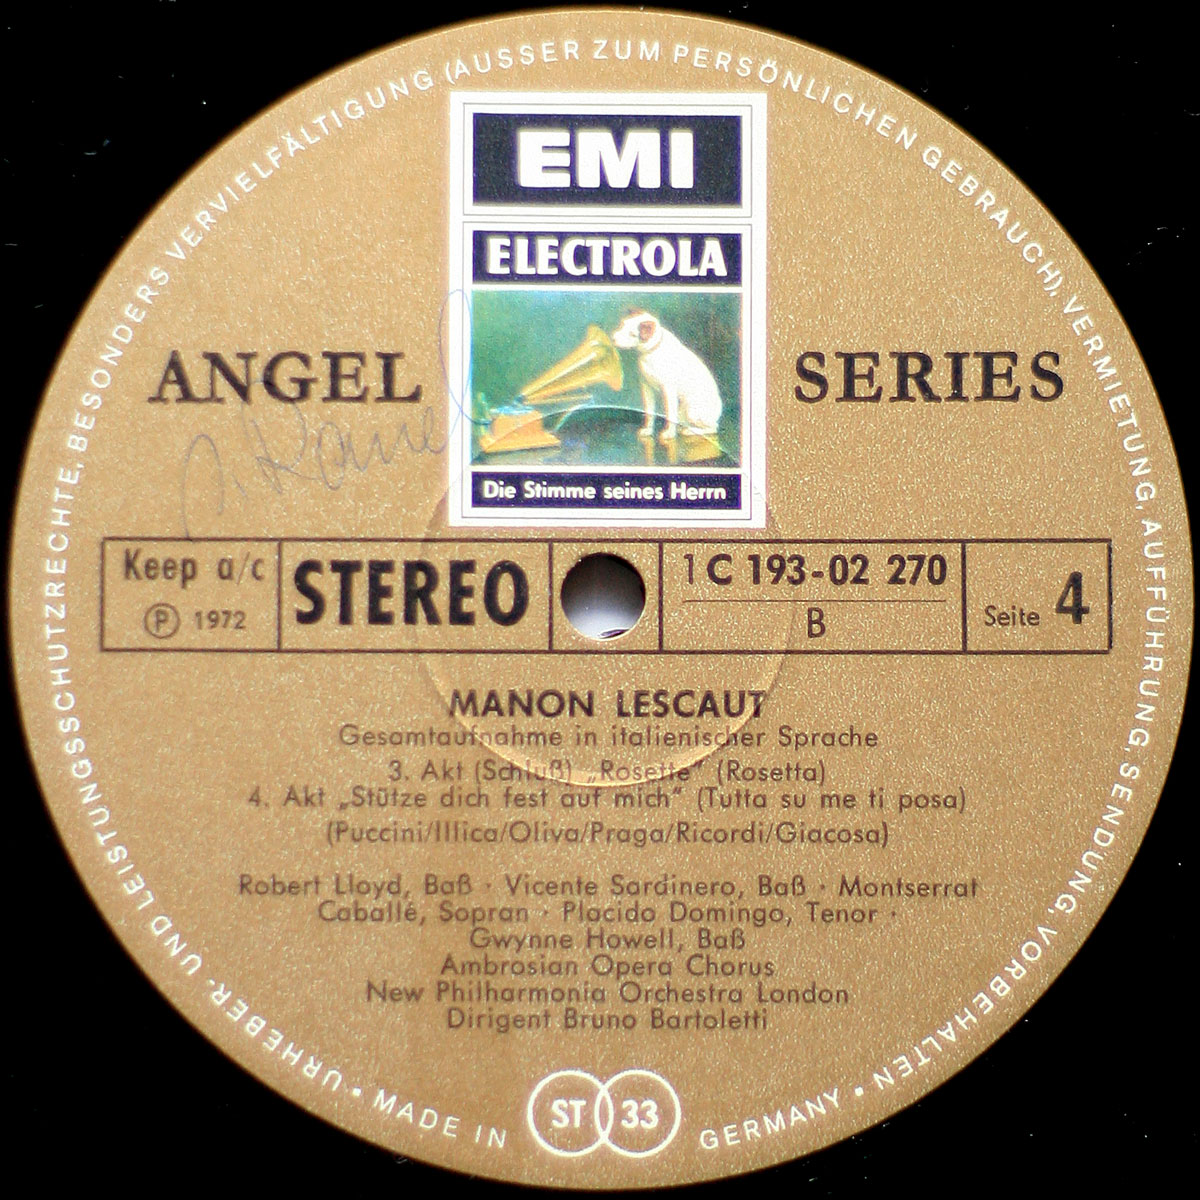 URHEBER- UND LEISTUNGSSCHUTZRECHTE, BESONDERS VERVIELFÄLTIGUNG (AUSSER ZUM PERSÖNLICHEN GEBRAUCH), VERMIETUNG, AUFFÜHRUNG, SENDUNG, VORBEHALTEN •
EMI
ELECTROLA
ANGEL SERIES
Die Stimme seines Herrn
Keep a/c
℗ 1972
STEREO
1 C 193-02 270
B
Seite 4
MANON LESCAUT
Gesamtaufnahme in italienischer Sprache
3. Akt (Schluß) „Rosette" (Rosetta)
4. Akt „Stütze dich fest auf mich" (Tutta su me ti posa)
(Puccini/Illica/Oliva/Praga/Ricordi/Giacosa)
Robert Lloyd, Baß · Vicente Sardinero, Baß · Montserrat
Caballé, Sopran · Placido Domingo, Tenor ·
Gwynne Howell, Baß
Ambrosian Opera Chorus
New Philharmonia Orchestra London
Dirigent Bruno Bartoletti
• MADE IN GERMANY
ST 33